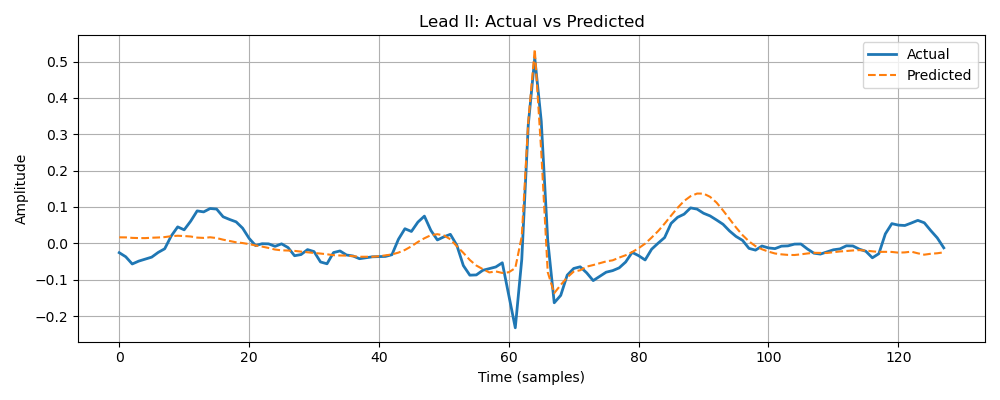 Lead II: Actual vs Predicted
Actual
Predicted
Amplitude
0.5
0.4
0.3
0.2
0.1
0.0
−0.1
−0.2
0 20 40 60 80 100 120
Time (samples)